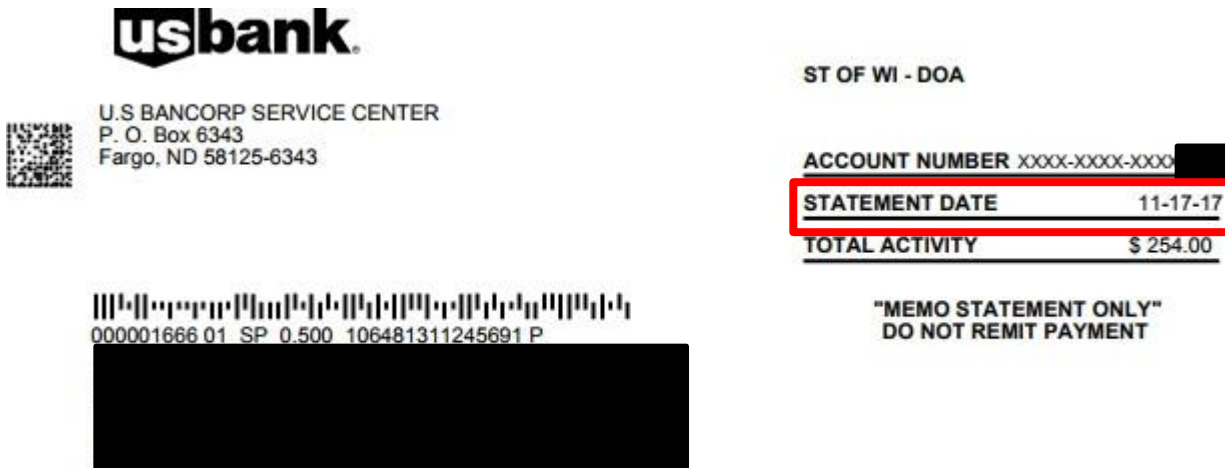 usbank
U.S BANCORP SERVICE CENTER
P. O. Box 6343
Fargo, ND 58125-6343
ST OF WI - DOA
ACCOUNT NUMBER XXXX-XXXX-XXXX
STATEMENT DATE 11-17-17
TOTAL ACTIVITY $ 254.00
"MEMO STATEMENT ONLY"
DO NOT REMIT PAYMENT
000001666 01 SP 0.500 106481311245691 P